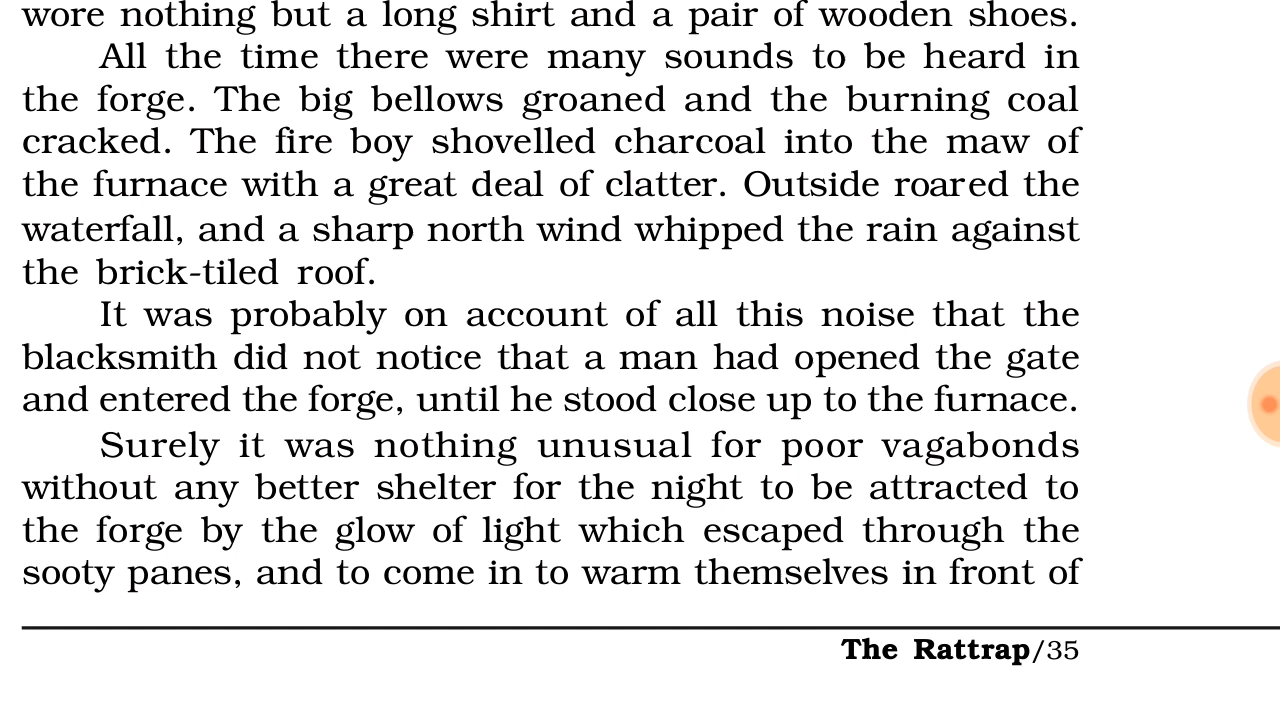 wore nothing but a long shirt and a pair of wooden shoes.
All the time there were many sounds to be heard in
the forge. The big bellows groaned and the burning coal
cracked. The fire boy shovelled charcoal into the maw of
the furnace with a great deal of clatter. Outside roared the
waterfall, and a sharp north wind whipped the rain against
the brick-tiled roof.
It was probably on account of all this noise that the
blacksmith did not notice that a man had opened the gate
and entered the forge, until he stood close up to the furnace.
Surely it was nothing unusual for poor vagabonds
without any better shelter for the night to be attracted to
the forge by the glow of light which escaped through the
sooty panes, and to come in to warm themselves in front of
The Rattrap/35